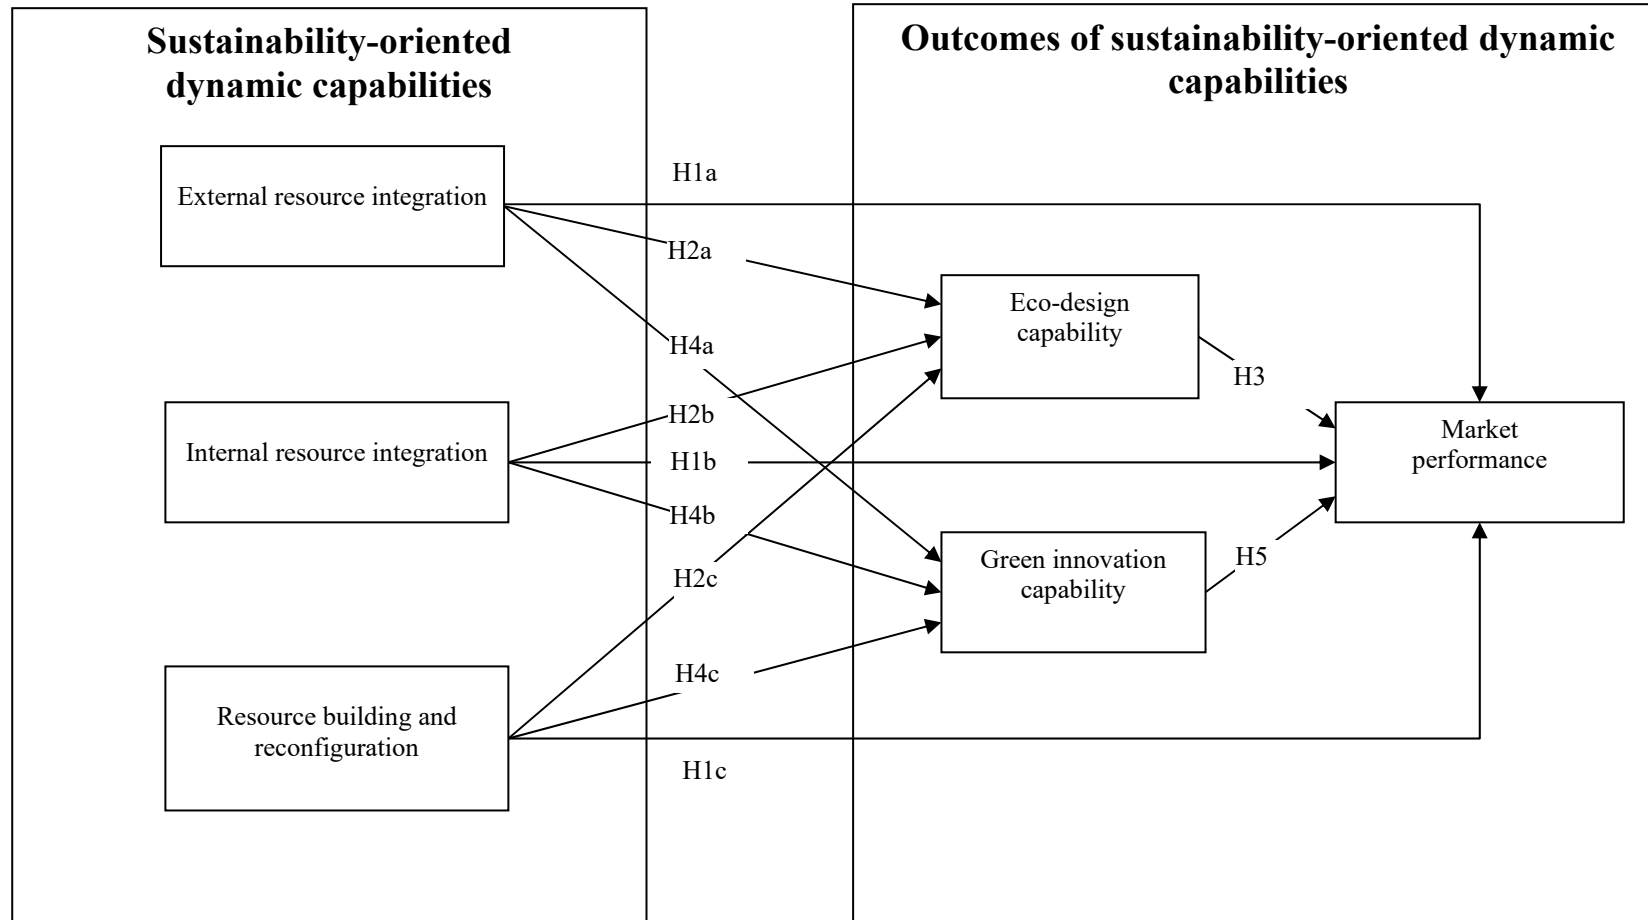 Sustainability-oriented
dynamic capabilities
Outcomes of sustainability-oriented dynamic
capabilities
External resource integration
H1a
H2a
Eco-design
capability
H4a
H3
H2b
Internal resource integration
H1b
Market
performance
H4b
Green innovation
capability
H5
H2c
H4c
Resource building and
reconfiguration
H1c